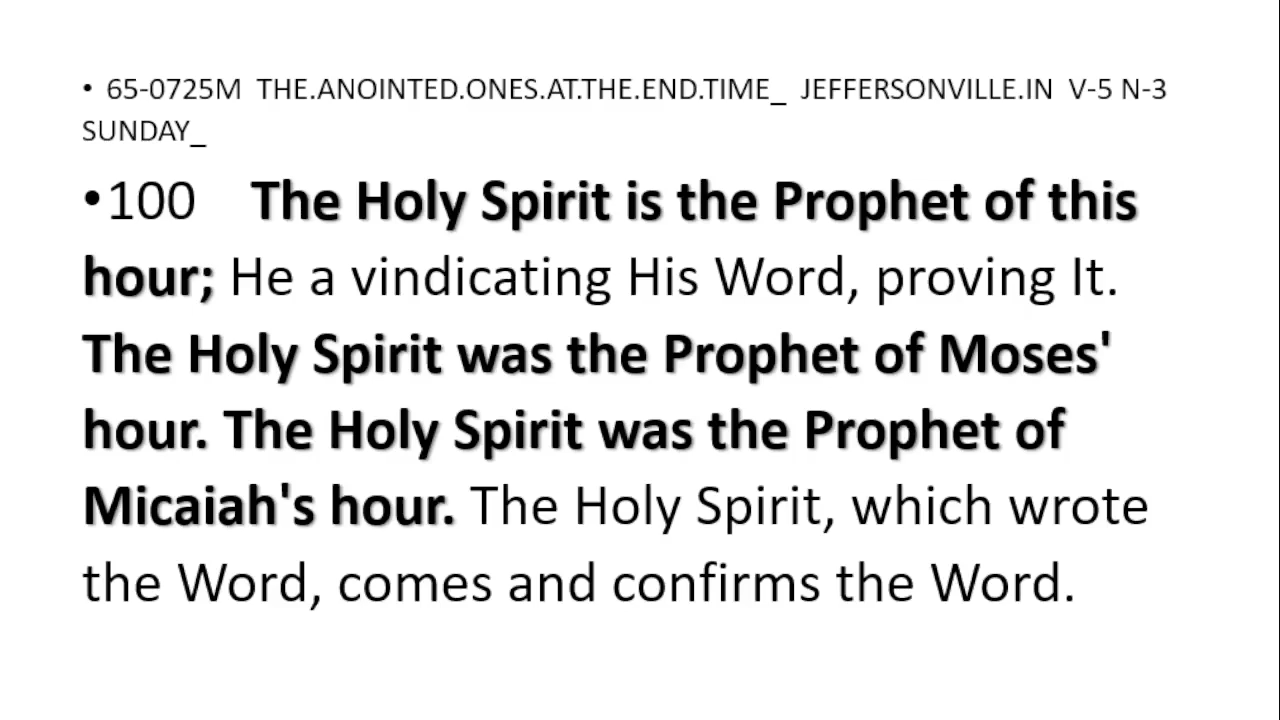 • 65-0725M THE.ANOINTED.ONES.AT.THE.END.TIME_ JEFFERSONVILLE.IN V-5 N-3
SUNDAY_
•100 The Holy Spirit is the Prophet of this
hour; He a vindicating His Word, proving It.
The Holy Spirit was the Prophet of Moses'
hour. The Holy Spirit was the Prophet of
Micaiah's hour. The Holy Spirit, which wrote
the Word, comes and confirms the Word.